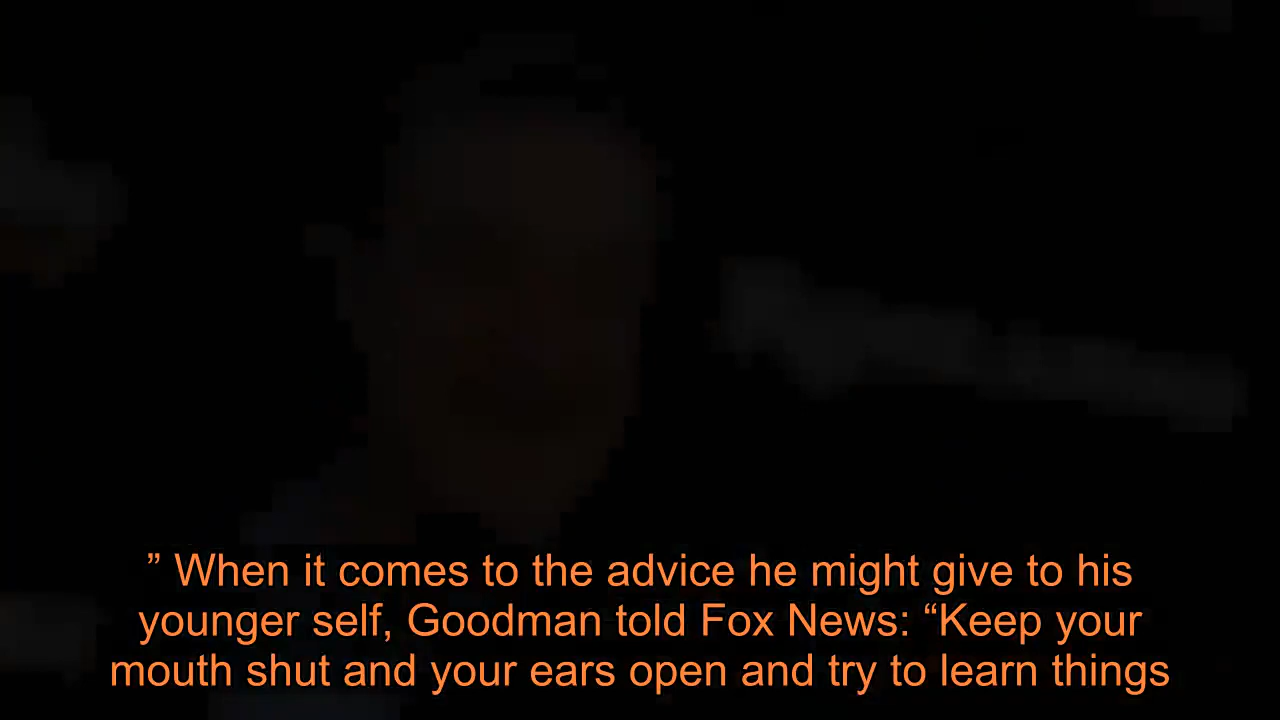 ” When it comes to the advice he might give to his
younger self, Goodman told Fox News: “Keep your
mouth shut and your ears open and try to learn things